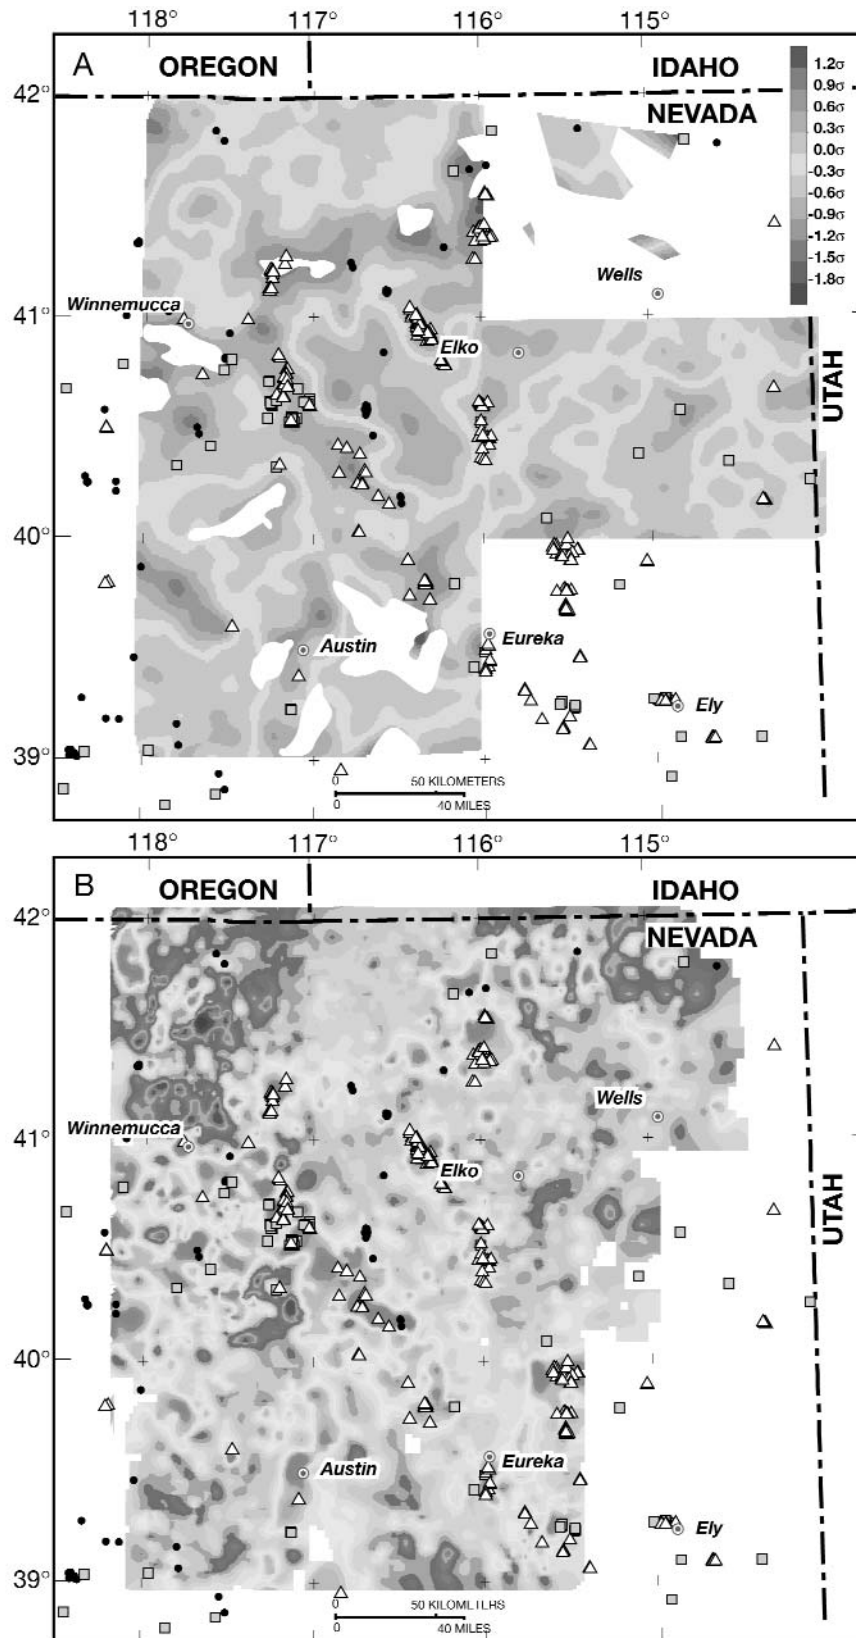 118° 117° 116° 115°
A OREGON IDAHO
42° NEVADA
1.2σ
0.9σ
0.6σ
0.3σ
0.0σ
-0.3σ
-0.6σ
-0.9σ
-1.2σ
-1.5σ
-1.8σ
Wells
Winnemucca
41°
Elko
UTAH
40°
Austin
Eureka
Ely
39°
0 50 KILOMETERS
0 40 MILES
118° 117° 116° 115°
B OREGON IDAHO
42° NEVADA
Wells
Winnemucca
41°
Elko
UTAH
40°
Austin
Eureka
Ely
39°
0 50 KILOMETERS
0 40 MILES